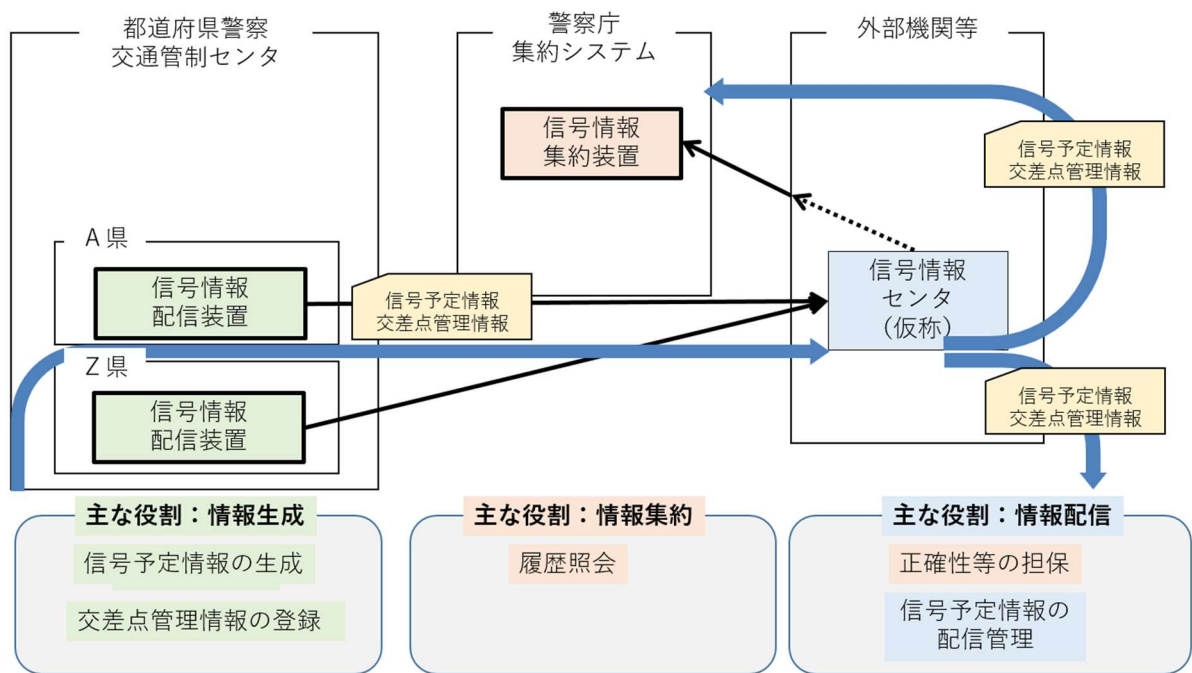 都道府県警察
交通管制センタ
警察庁
集約システム
外部機関等
信号情報
集約装置
信号予定情報
交差点管理情報
A県
信号情報
配信装置
信号予定情報
交差点管理情報
信号情報
センタ
（仮称）
Z県
信号情報
配信装置
信号予定情報
交差点管理情報
主な役割：情報生成
信号予定情報の生成
交差点管理情報の登録
主な役割：情報集約
履歴照会
主な役割：情報配信
正確性等の担保
信号予定情報の
配信管理